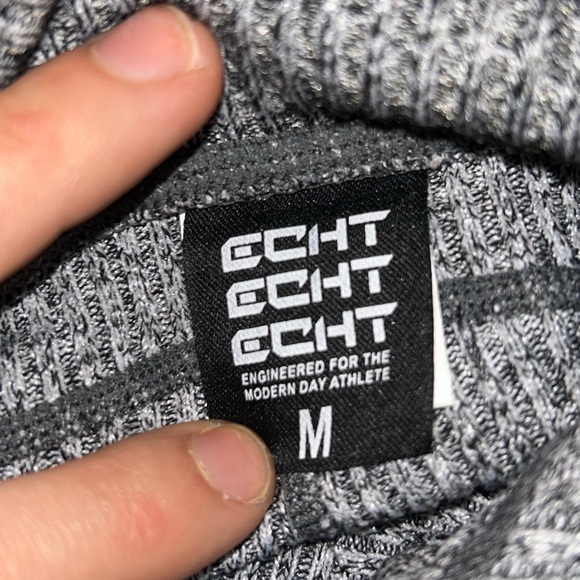 ECHT
ECHT
ECHT
ENGINEERED FOR THE
MODERN DAY ATHLETE
M